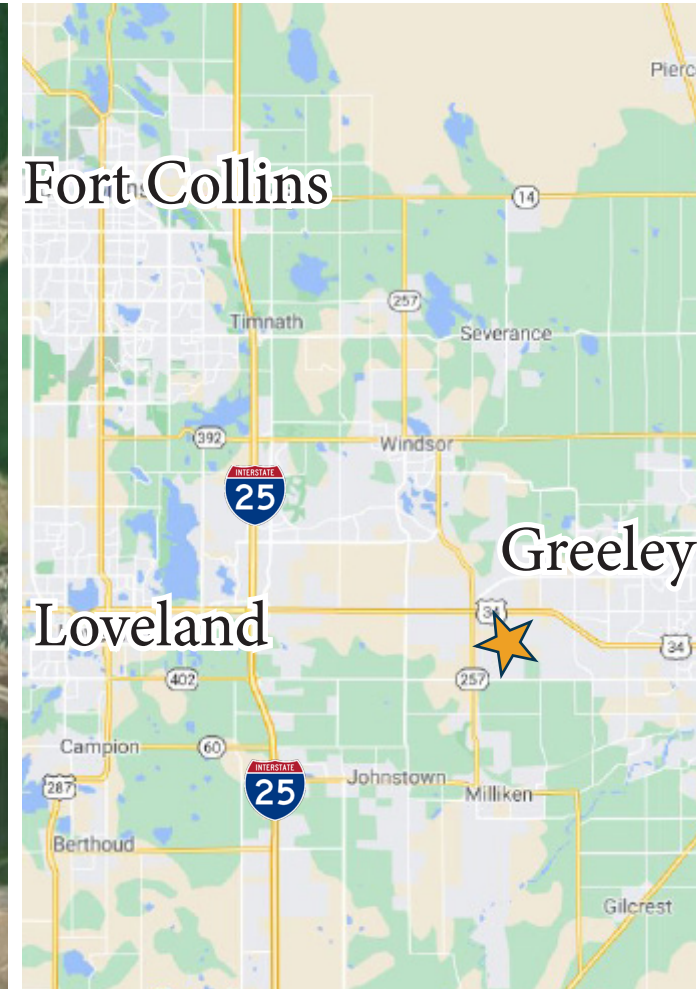 Pierc
Fort Collins
14
257
Timnath
Severance
392
Windsor
INTERSTATE
25
Greeley
34
Loveland
34
402
257
Campion
60
INTERSTATE
25
Johnstown
287
Milliken
Berthoud
Gilcrest